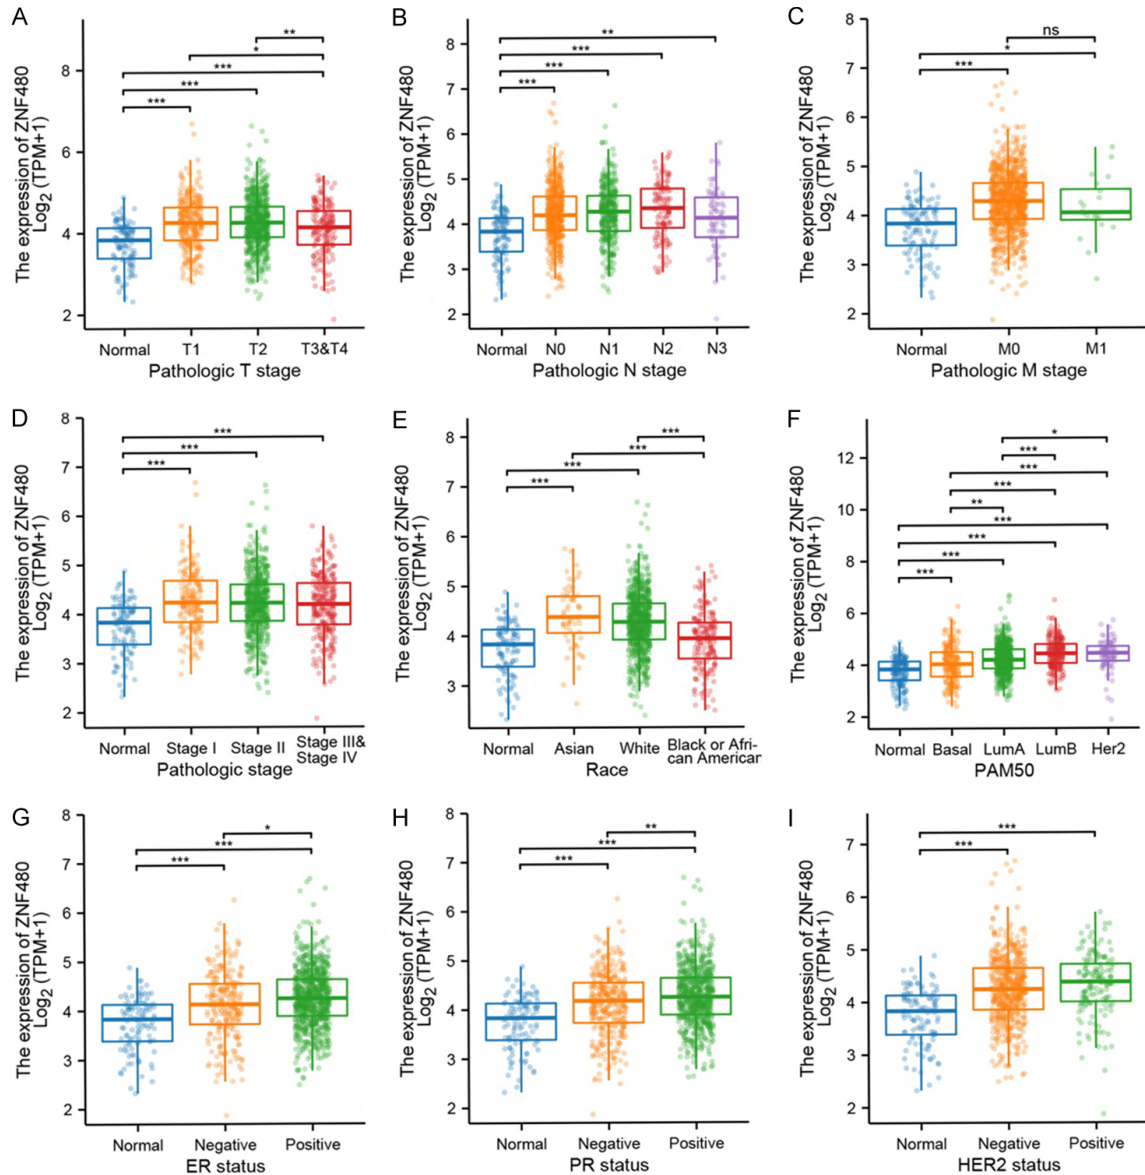 A
The expression of ZNF480
Log2 (TPM+1)
8
6
4
2
**
*
***
***
***
Normal T1 T2 T3&T4
Pathologic T stage
B
The expression of ZNF480
Log2 (TPM+1)
8
7
6
5
4
3
2
**
***
***
***
Normal N0 N1 N2 N3
Pathologic N stage
C
The expression of ZNF480
Log2 (TPM+1)
8
7
6
5
4
3
2
ns
*
***
Normal M0 M1
Pathologic M stage
D
The expression of ZNF480
Log2 (TPM+1)
8
7
6
5
4
3
2
***
***
***
Normal Stage I Stage II Stage III&
Stage IV
Pathologic stage
E
The expression of ZNF480
Log2 (TPM+1)
8
7
6
5
4
3
***
***
***
***
Normal Asian White Black or Afri-
can American
Race
F
The expression of ZNF480
Log2 (TPM+1)
12
10
8
6
4
2
*
***
***
***
**
***
***
***
***
Normal Basal LumA LumB Her2
PAM50
G
The expression of ZNF480
Log2 (TPM+1)
8
7
6
5
4
3
2
*
***
***
Normal Negative Positive
ER status
H
The expression of ZNF480
Log2 (TPM+1)
8
7
6
5
4
3
2
**
***
***
Normal Negative Positive
PR status
I
The expression of ZNF480
Log2 (TPM+1)
7
6
5
4
3
2
***
***
Normal Negative Positive
HER2 status